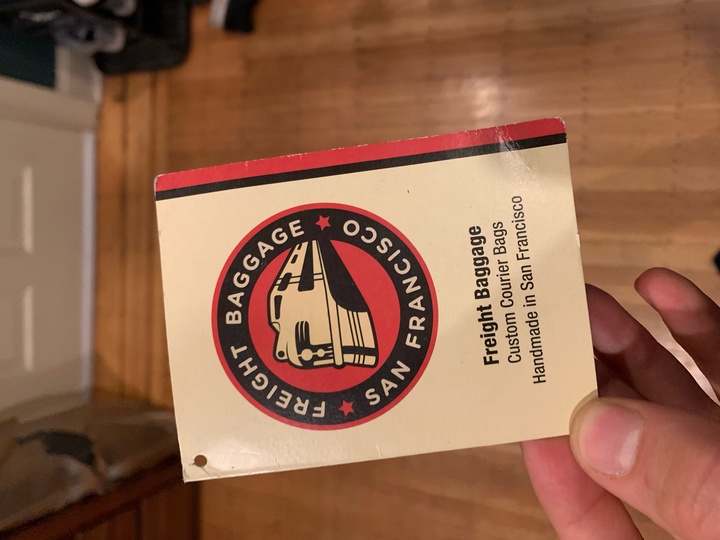 FREIGHT BAGGAGE
SAN FRANCISCO
Freight Baggage
Custom Courier Bags
Handmade in San Francisco